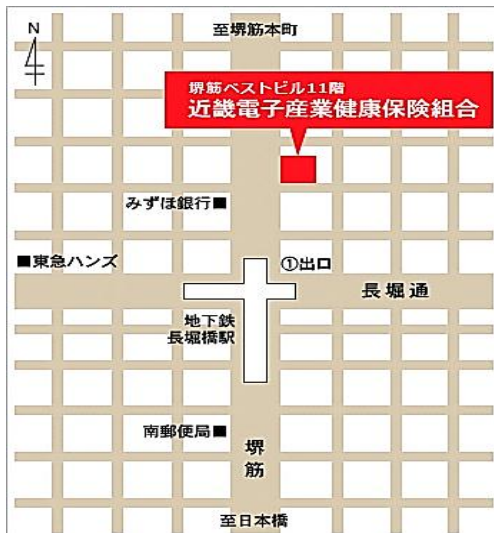 至堺筋本町
N
堺筋ベストビル11階
近畿電子産業健康保険組合
みずほ銀行■
■東急ハンズ
①出口
長堀通
地下鉄
長堀橋駅
南郵便局■
堺筋
至日本橋